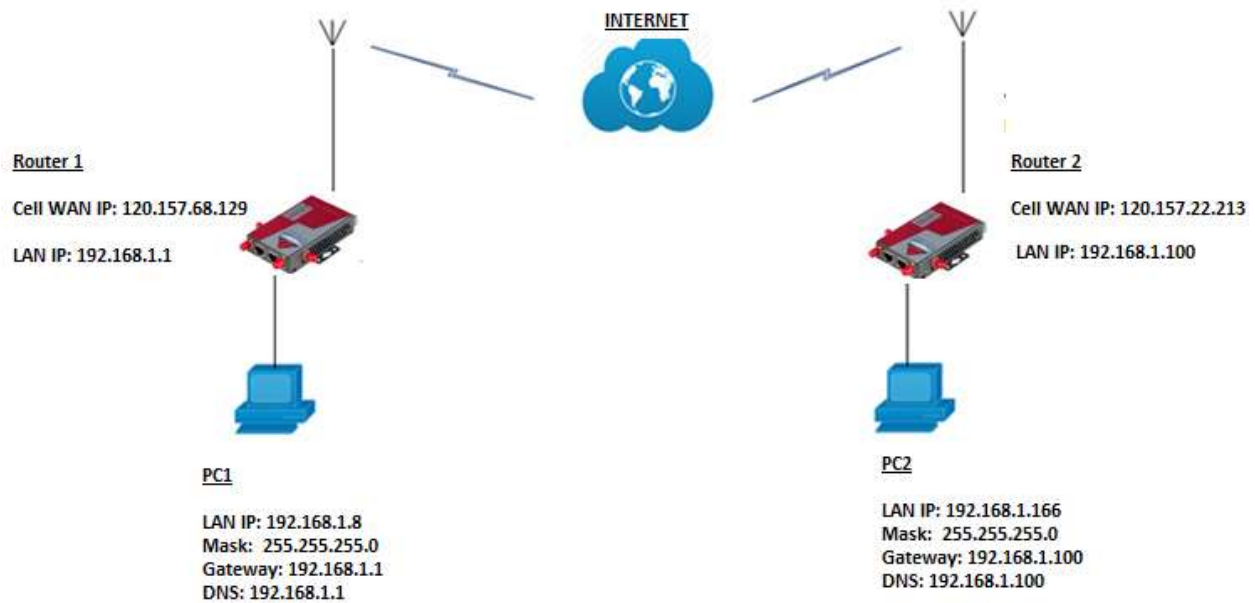 INTERNET
Router 1
Cell WAN IP: 120.157.68.129
LAN IP: 192.168.1.1
Router 2
Cell WAN IP: 120.157.22.213
LAN IP: 192.168.1.100
PC1
LAN IP: 192.168.1.8
Mask:  255.255.255.0
Gateway: 192.168.1.1
DNS: 192.168.1.1
PC2
LAN IP: 192.168.1.166
Mask:  255.255.255.0
Gateway: 192.168.1.100
DNS: 192.168.1.100